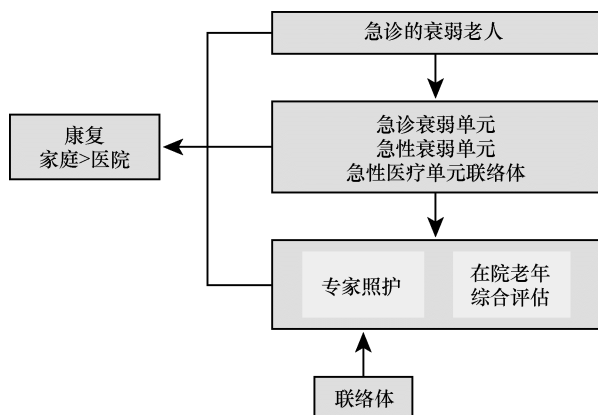 急诊的衰弱老人
急诊衰弱单元
急性衰弱单元
急性医疗单元联络体
康复
家庭>医院
专家照护
在院老年
综合评估
联络体